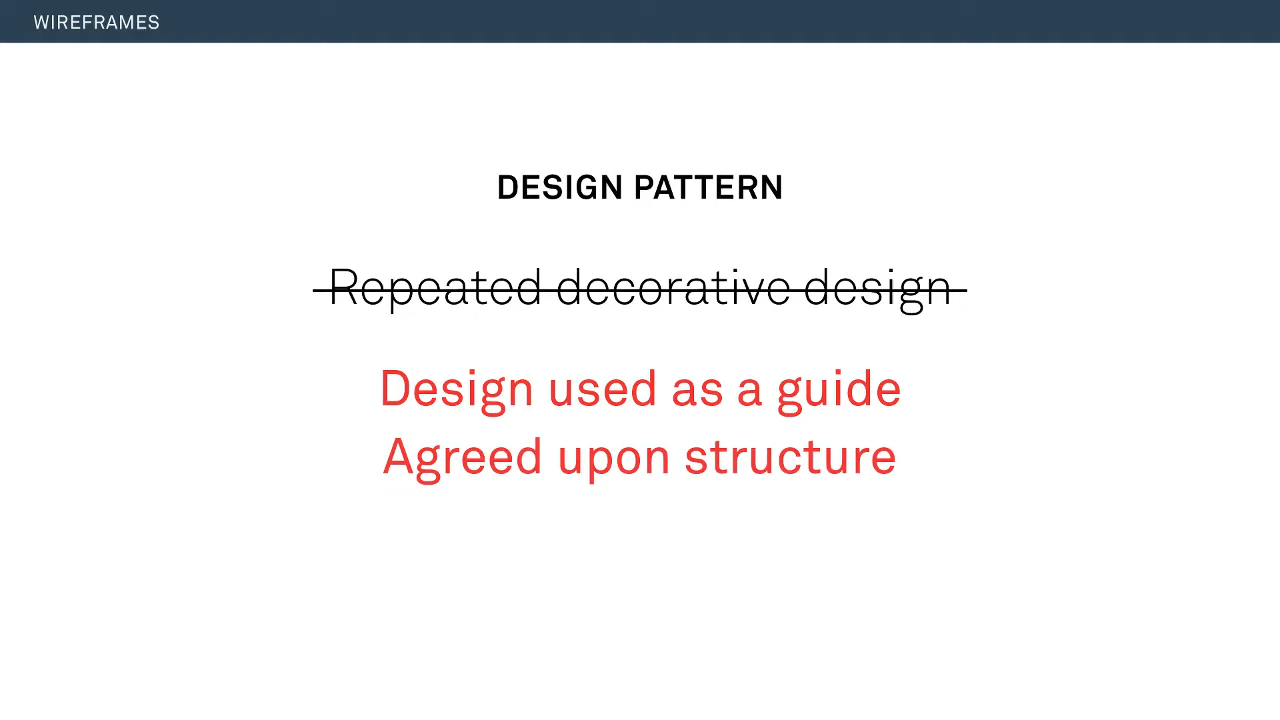 WIREFRAMES
DESIGN PATTERN
Repeated decorative design
Design used as a guide
Agreed upon structure